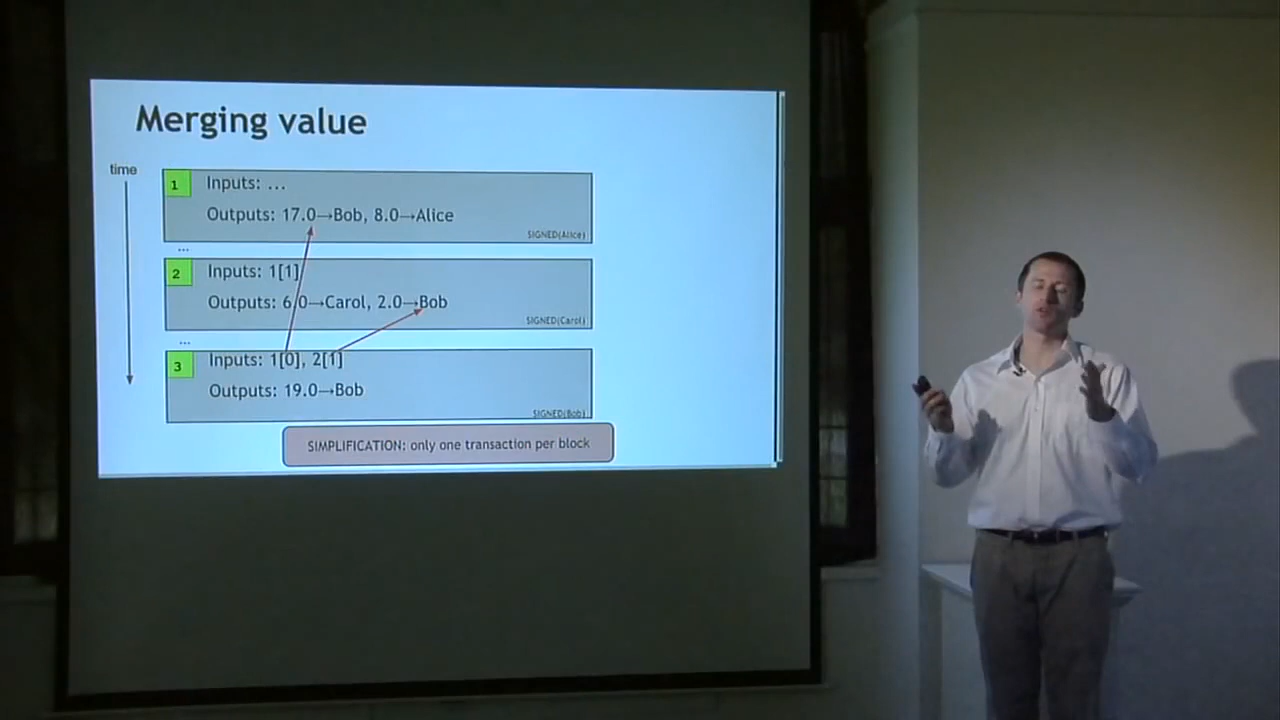 Merging value
time
1
Inputs: ...
Outputs: 17.0→Bob, 8.0→Alice
SIGNED(Alice)
...
2
Inputs: 1[1]
Outputs: 6.0→Carol, 2.0→Bob
SIGNED(Carol)
...
3
Inputs: 1[0], 2[1]
Outputs: 19.0→Bob
SIGNED(Bob)
SIMPLIFICATION: only one transaction per block